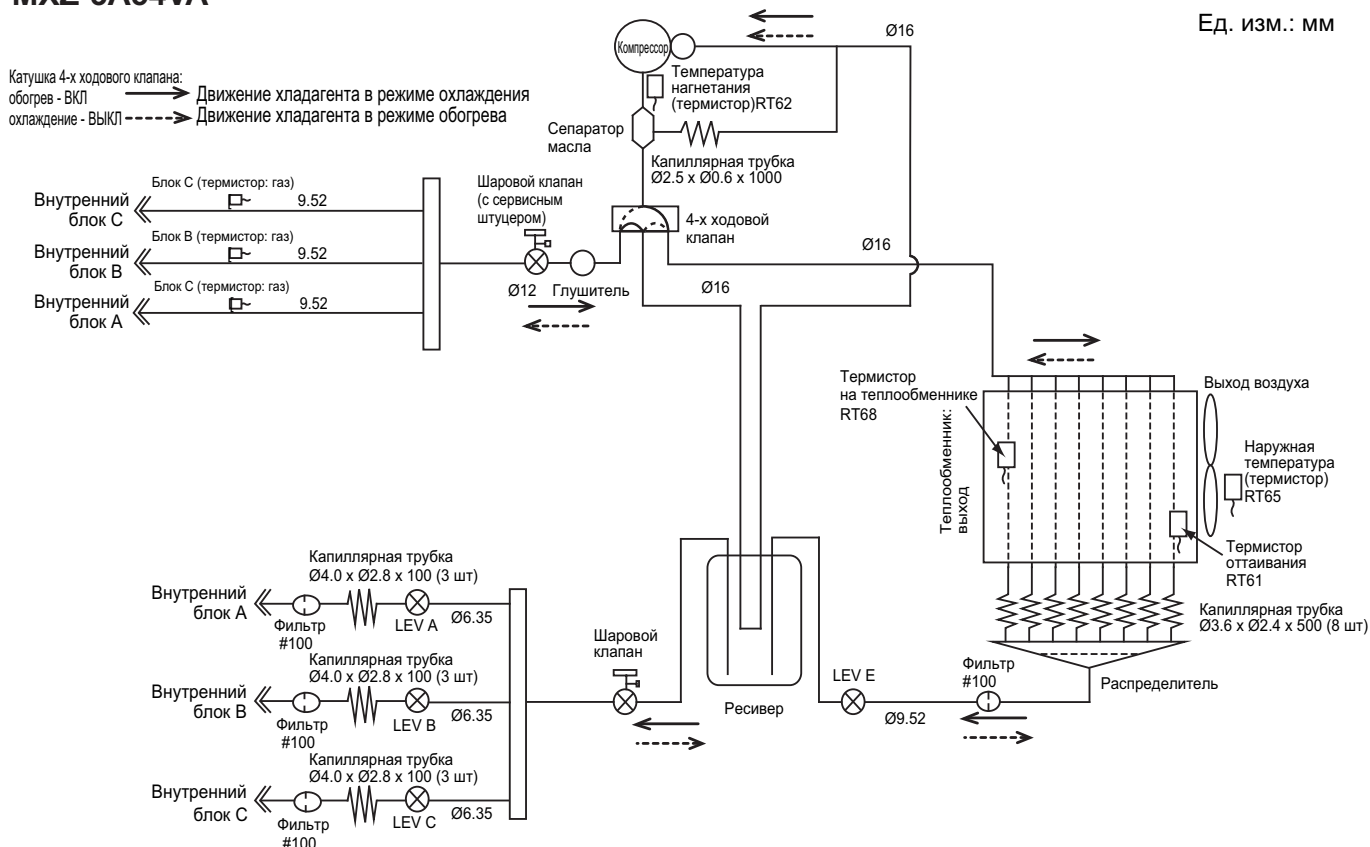 Ед. изм.: мм
Компрессор
Ø16
Катушка 4-х ходового клапана:
обогрев - ВКЛ
охлаждение - ВЫКЛ
Движение хладагента в режиме охлаждения
Движение хладагента в режиме обогрева
Температура
нагнетания
(термистор)RT62
Сепаратор
масла
Капиллярная трубка
Ø2.5 x Ø0.6 x 1000
Внутренний
блок C
Блок C (термистор: газ)
9.52
Внутренний
блок B
Блок B (термистор: газ)
9.52
Внутренний
блок A
Блок C (термистор: газ)
9.52
Шаровой клапан
(с сервисным
штуцером)
4-х ходовой
клапан
Ø16
Ø12
Глушитель
Ø16
Термистор
на теплообменнике
RT68
Выход воздуха
Теплообменник:
выход
Наружная
температура
(термистор)
RT65
Термистор
оттаивания
RT61
Капиллярная трубка
Ø3.6 x Ø2.4 x 500 (8 шт)
Распределитель
Капиллярная трубка
Ø4.0 x Ø2.8 x 100 (3 шт)
Внутренний
блок A
Фильтр
#100
LEV A
Ø6.35
Капиллярная трубка
Ø4.0 x Ø2.8 x 100 (3 шт)
Внутренний
блок B
Фильтр
#100
LEV B
Ø6.35
Капиллярная трубка
Ø4.0 x Ø2.8 x 100 (3 шт)
Внутренний
блок C
Фильтр
#100
LEV C
Ø6.35
Шаровой
клапан
Ресивер
LEV E
Ø9.52
Фильтр
#100